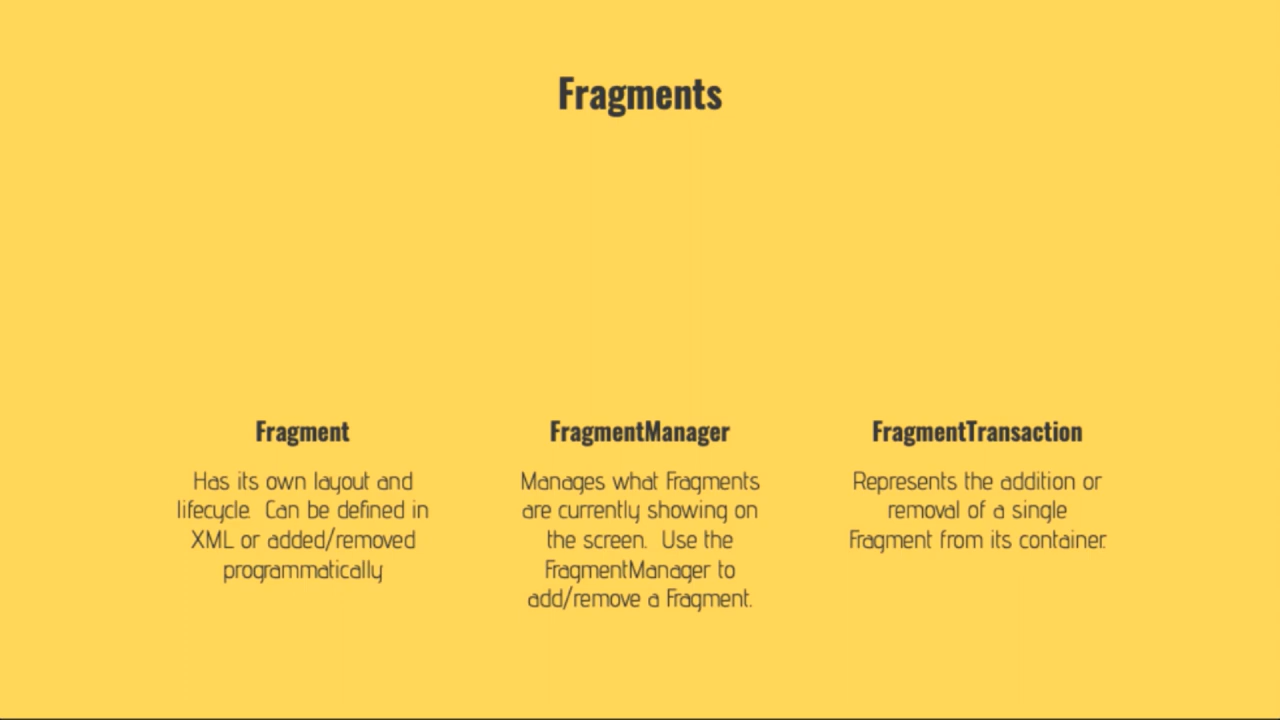 Fragments
Fragment
Has its own layout and
lifecycle. Can be defined in
XML or added/removed
programmatically
FragmentManager
Manages what Fragments
are currently showing on
the screen. Use the
FragmentManager to
add/remove a Fragment.
FragmentTransaction
Represents the addition or
removal of a single
Fragment from its container.